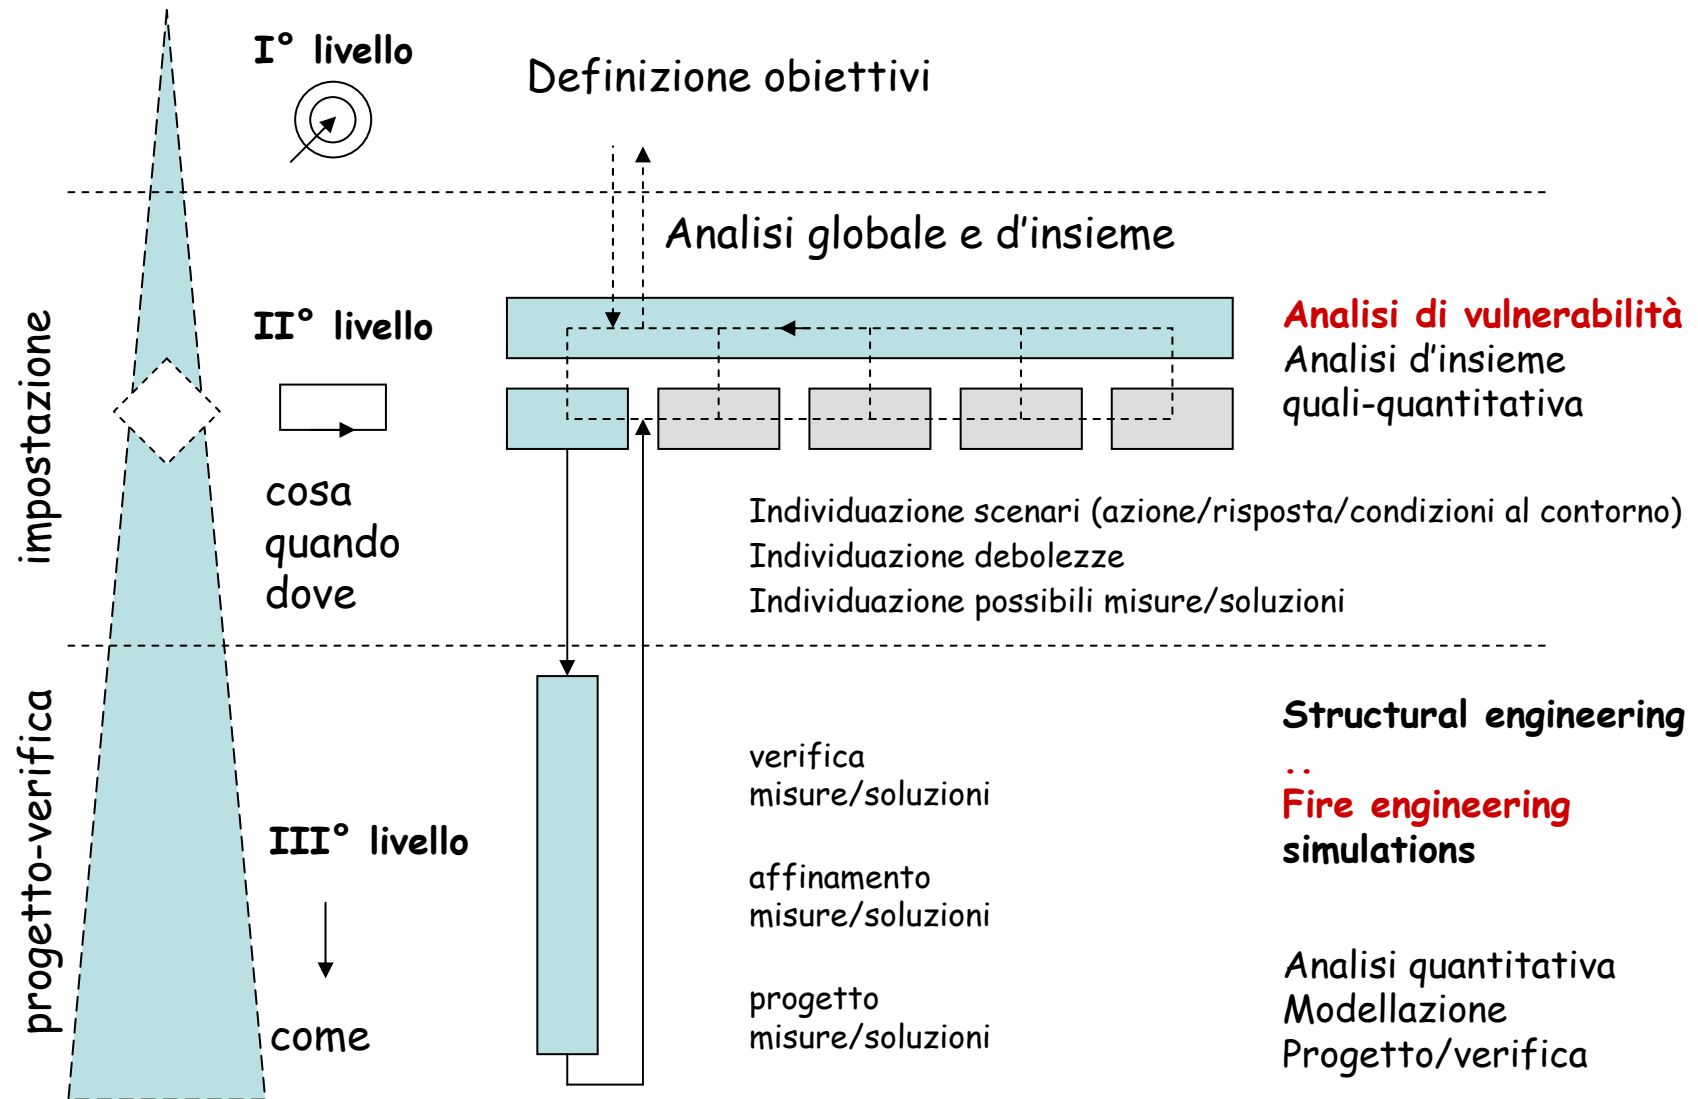 I° livello
Definizione obiettivi
Analisi globale e d'insieme
impostazione
II° livello
Analisi di vulnerabilità
Analisi d'insieme
quali-quantitativa
cosa
quando
dove
Individuazione scenari (azione/risposta/condizioni al contorno)
Individuazione debolezze
Individuazione possibili misure/soluzioni
progetto-verifica
III° livello
come
verifica
misure/soluzioni
affinamento
misure/soluzioni
progetto
misure/soluzioni
Structural engineering
..
Fire engineering
simulations
Analisi quantitativa
Modellazione
Progetto/verifica